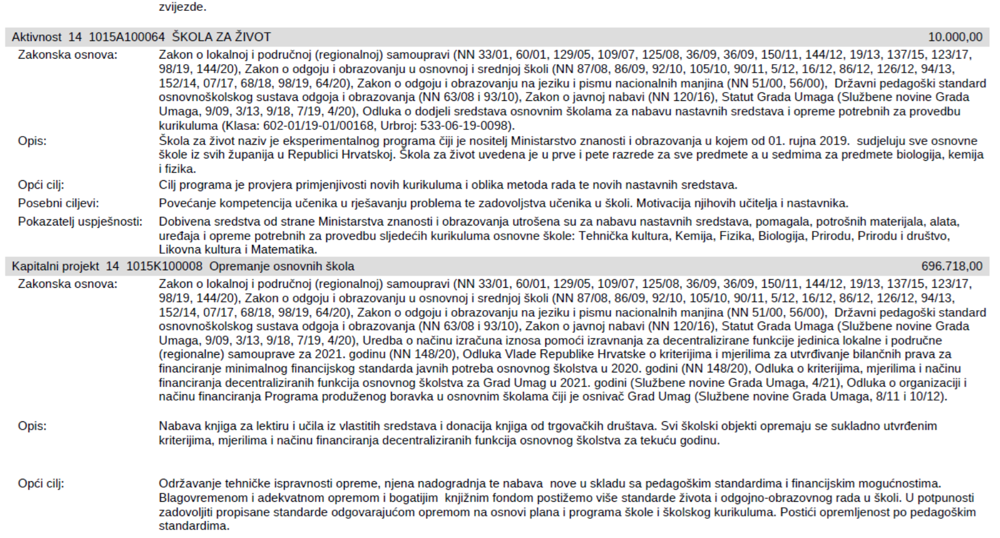 zvijezde.
Aktivnost 14 1015A100064 ŠKOLA ZA ŽIVOT 10.000,00
Zakonska osnova: Zakon o lokalnoj i područnoj (regionalnoj) samoupravi (NN 33/01, 60/01, 129/05, 109/07, 125/08, 36/09, 36/09, 150/11, 144/12, 19/13, 137/15, 123/17,
98/19, 144/20), Zakon o odgoju i obrazovanju u osnovnoj i srednjoj školi (NN 87/08, 86/09, 92/10, 105/10, 90/11, 5/12, 16/12, 86/12, 126/12, 94/13,
152/14, 07/17, 68/18, 98/19, 64/20), Zakon o odgoju i obrazovanju na jeziku i pismu nacionalnih manjina (NN 51/00, 56/00), Državni pedagoški standard
osnovnoškolskog sustava odgoja i obrazovanja (NN 63/08 i 93/10), Zakon o javnoj nabavi (NN 120/16), Statut Grada Umaga (Službene novine Grada
Umaga, 9/09, 3/13, 9/18, 7/19, 4/20), Odluka o dodjeli sredstava osnovnim školama za nabavu nastavnih sredstava i opreme potrebnih za provedbu
kurikuluma (Klasa: 602-01/19-01/00168, Urbroj: 533-06-19-0098).
Opis: Škola za život naziv je eksperimentalnog programa čiji je nositelj Ministarstvo znanosti i obrazovanja u kojem od 01. rujna 2019. sudjeluju sve osnovne
škole iz svih županija u Republici Hrvatskoj. Škola za život uvedena je u prve i pete razrede za sve predmete a u sedmima za predmete biologija, kemija
i fizika.
Opći cilj: Cilj programa je provjera primjenjivosti novih kurikuluma i oblika metoda rada te novih nastavnih sredstava.
Posebni ciljevi: Povećanje kompetencija učenika u rješavanju problema te zadovoljstva učenika u školi. Motivacija njihovih učitelja i nastavnika.
Pokazatelj uspješnosti: Dobivena sredstva od strane Ministarstva znanosti i obrazovanja utrošena su za nabavu nastavnih sredstava, pomagala, potrošnih materijala, alata,
uređaja i opreme potrebnih za provedbu sljedećih kurikuluma osnovne škole: Tehnička kultura, Kemija, Fizika, Biologija, Prirodu, Prirodu i društvo,
Likovna kultura i Matematika.
Kapitalni projekt 14 1015K100008 Opremanje osnovnih škola 696.718,00
Zakonska osnova: Zakon o lokalnoj i područnoj (regionalnoj) samoupravi (NN 33/01, 60/01, 129/05, 109/07, 125/08, 36/09, 36/09, 150/11, 144/12, 19/13, 137/15, 123/17,
98/19, 144/20), Zakon o odgoju i obrazovanju u osnovnoj i srednjoj školi (NN 87/08, 86/09, 92/10, 105/10, 90/11, 5/12, 16/12, 86/12, 126/12, 94/13,
152/14, 07/17, 68/18, 98/19, 64/20), Zakon o odgoju i obrazovanju na jeziku i pismu nacionalnih manjina (NN 51/00, 56/00), Državni pedagoški standard
osnovnoškolskog sustava odgoja i obrazovanja (NN 63/08 i 93/10), Zakon o javnoj nabavi (NN 120/16), Statut Grada Umaga (Službene novine Grada
Umaga, 9/09, 3/13, 9/18, 7/19, 4/20), Uredba o načinu izračuna iznosa pomoći izravnanja za decentralizirane funkcije jedinica lokalne i područne
(regionalne) samouprave za 2021. godinu (NN 148/20), Odluka Vlade Republike Hrvatske o kriterijima i mjerilima za utvrđivanje bilančnih prava za
financiranje minimalnog financijskog standarda javnih potreba osnovnog školstva u 2020. godini (NN 148/20), Odluka o kriterijima, mjerilima i načinu
financiranja decentraliziranih funkcija osnovnog školstva za Grad Umag u 2021. godini (Službene novine Grada Umaga, 4/21), Odluka o organizaciji i
načinu financiranja Programa produženog boravka u osnovnim školama čiji je osnivač Grad Umag (Službene novine Grada Umaga, 8/11 i 10/12).
Opis: Nabava knjiga za lektiru i učila iz vlastitih sredstava i donacija knjiga od trgovačkih društava. Svi školski objekti opremaju se sukladno utvrđenim
kriterijima, mjerilima i načinu financiranja decentraliziranih funkcija osnovnog školstva za tekuću godinu.
Opći cilj: Održavanje tehničke ispravnosti opreme, njena nadogradnja te nabava nove u skladu sa pedagoškim standardima i financijskim mogućnostima.
Blagovremenom i adekvatnom opremom i bogatijim knjižnim fondom postižemo više standarde života i odgojno-obrazovnog rada u školi. U potpunosti
zadovoljiti propisane standarde odgovarajućom opremom na osnovi plana i programa škole i školskog kurikuluma. Postići opremljenost po pedagoškim
standardima.